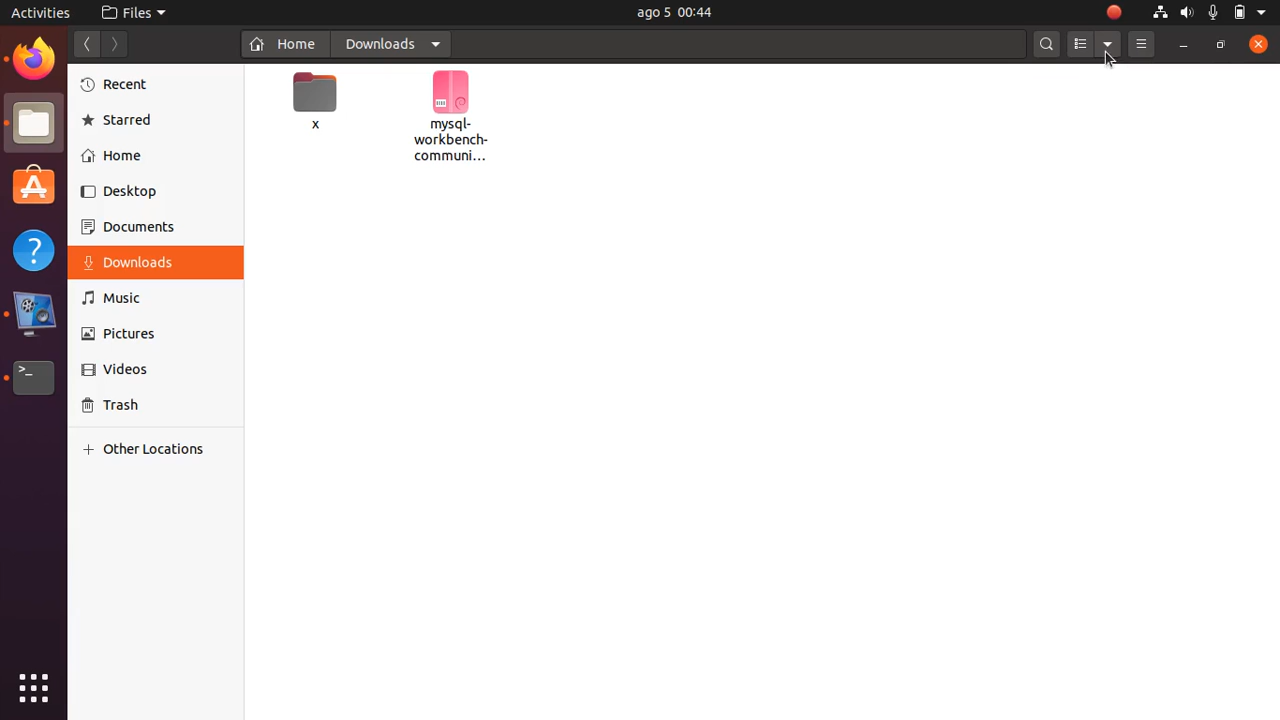 Activities
Files
ago 5 00:44
Home
Downloads
Recent
Starred
Home
Desktop
Documents
Downloads
Music
Pictures
Videos
Trash
Other Locations
x
mysql-
workbench-
communi…